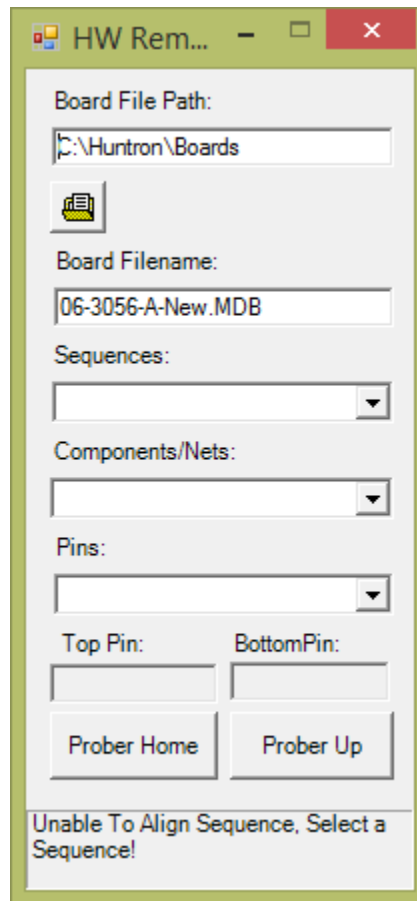 HW Rem...
Board File Path:
C:\Huntron\Boards
Board Filename:
06-3056-A-New.MDB
Sequences:
Components/Nets:
Pins:
Top Pin:
BottomPin:
Prober Home
Prober Up
Unable To Align Sequence, Select a
Sequence!